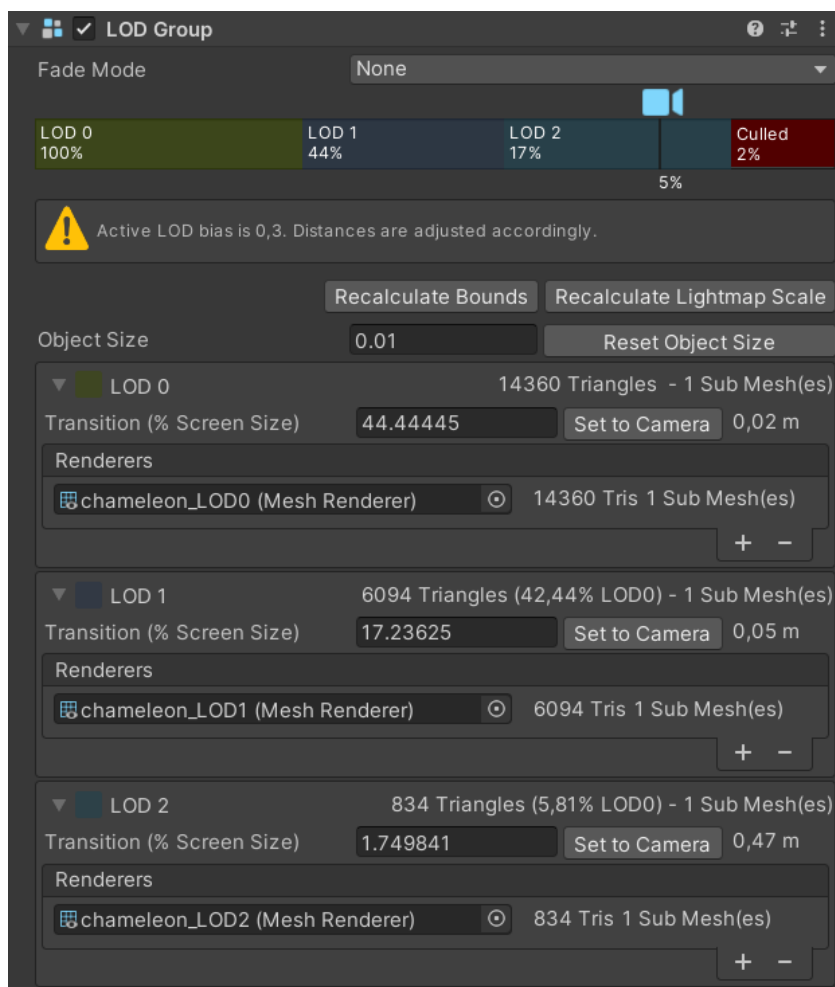 LOD Group
Fade Mode None
LOD 0 LOD 1 LOD 2 Culled
100% 44% 17% 2%
5%
Active LOD bias is 0,3. Distances are adjusted accordingly.
Recalculate Bounds Recalculate Lightmap Scale
Object Size 0.01 Reset Object Size
LOD 0 14360 Triangles - 1 Sub Mesh(es)
Transition (% Screen Size) 44.44445 Set to Camera 0,02 m
Renderers
chameleon_LOD0 (Mesh Renderer) 14360 Tris 1 Sub Mesh(es)
+ −
LOD 1 6094 Triangles (42,44% LOD0) - 1 Sub Mesh(es)
Transition (% Screen Size) 17.23625 Set to Camera 0,05 m
Renderers
chameleon_LOD1 (Mesh Renderer) 6094 Tris 1 Sub Mesh(es)
+ −
LOD 2 834 Triangles (5,81% LOD0) - 1 Sub Mesh(es)
Transition (% Screen Size) 1.749841 Set to Camera 0,47 m
Renderers
chameleon_LOD2 (Mesh Renderer) 834 Tris 1 Sub Mesh(es)
+ −